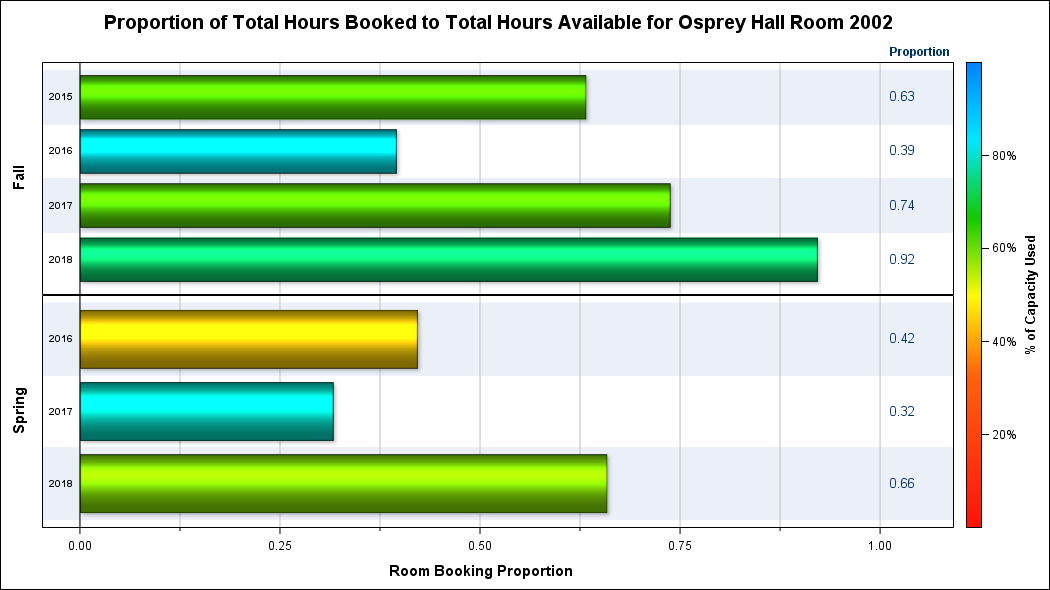 Proportion of Total Hours Booked to Total Hours Available for Osprey Hall Room 2002
Proportion
Fall
2015 0.63
2016 0.39
2017 0.74
2018 0.92
Spring
2016 0.42
2017 0.32
2018 0.66
0.00 0.25 0.50 0.75 1.00
Room Booking Proportion
80%
60%
40%
20%
% of Capacity Used